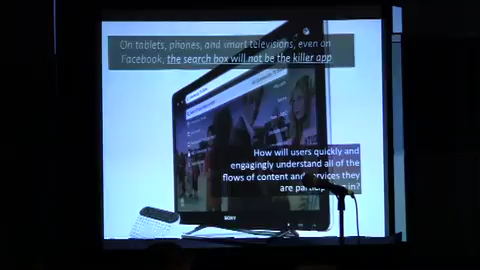 On tablets, phones, and smart televisions, even on
Facebook, the search box will not be the killer app
How will users quickly and
engagingly understand all of the
flows of content and services they
are participating in?
SONY